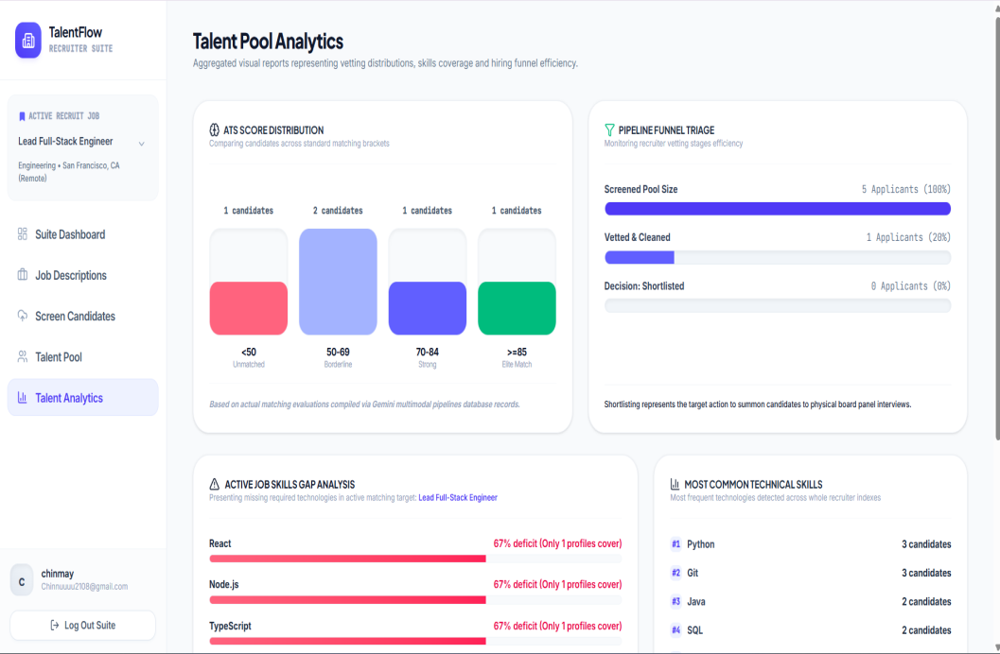 TalentFlow
RECRUITER SUITE
ACTIVE RECRUIT JOB
Lead Full-Stack Engineer
Engineering • San Francisco, CA
(Remote)
Suite Dashboard
Job Descriptions
Screen Candidates
Talent Pool
Talent Analytics
c
chinmay
Chinnuuuu2108@gmail.com
Log Out Suite
Talent Pool Analytics
Aggregated visual reports representing vetting distributions, skills coverage and hiring funnel efficiency.
ATS SCORE DISTRIBUTION
Comparing candidates across standard matching brackets
1 candidates 2 candidates 1 candidates 1 candidates
<50 50-69 70-84 >=85
Unmatched Borderline Strong Elite Match
Based on actual matching evaluations compiled via Gemini multimodal pipelines database records.
PIPELINE FUNNEL TRIAGE
Monitoring recruiter vetting stages efficiency
Screened Pool Size 5 Applicants (100%)
Vetted & Cleaned 1 Applicants (20%)
Decision: Shortlisted 0 Applicants (0%)
Shortlisting represents the target action to summon candidates to physical board panel interviews.
ACTIVE JOB SKILLS GAP ANALYSIS
Presenting missing required technologies in active matching target: Lead Full-Stack Engineer
React 67% deficit (Only 1 profiles cover)
Node.js 67% deficit (Only 1 profiles cover)
TypeScript 67% deficit (Only 1 profiles cover)
MOST COMMON TECHNICAL SKILLS
Most frequent technologies detected across whole recruiter indexes
#1 Python 3 candidates
#2 Git 3 candidates
#3 Java 2 candidates
#4 SQL 2 candidates